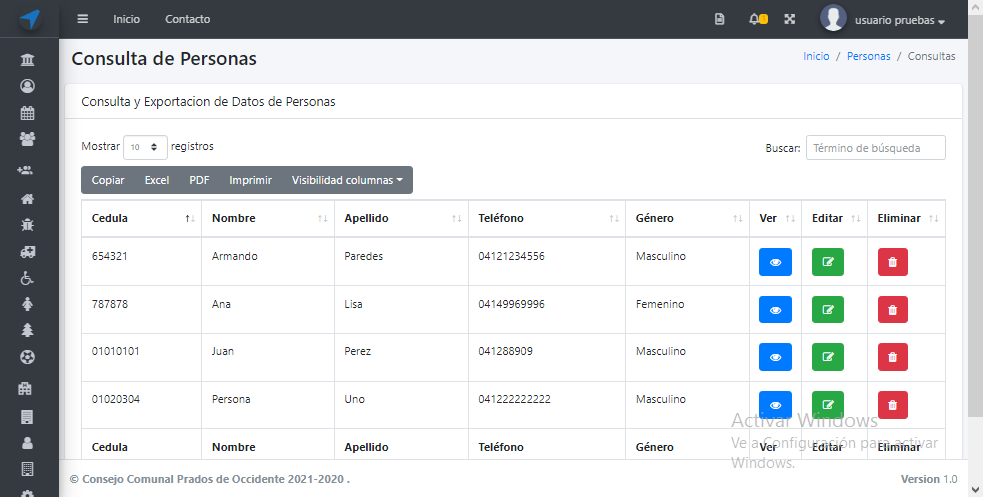 Inicio Contacto usuario pruebas
Consulta de Personas Inicio / Personas / Consultas
Consulta y Exportacion de Datos de Personas
Mostrar 10 registros Buscar: Término de búsqueda
Copiar Excel PDF Imprimir Visibilidad columnas
Cedula Nombre Apellido Teléfono Género Ver Editar Eliminar
654321 Armando Paredes 04121234556 Masculino
787878 Ana Lisa 04149969996 Femenino
01010101 Juan Perez 041288909 Masculino
01020304 Persona Uno 041222222222 Masculino
Cedula Nombre Apellido Teléfono Género Ver Editar Eliminar
Activar Windows
Ve a Configuración para activar
Windows.
© Consejo Comunal Prados de Occidente 2021-2020 . Version 1.0